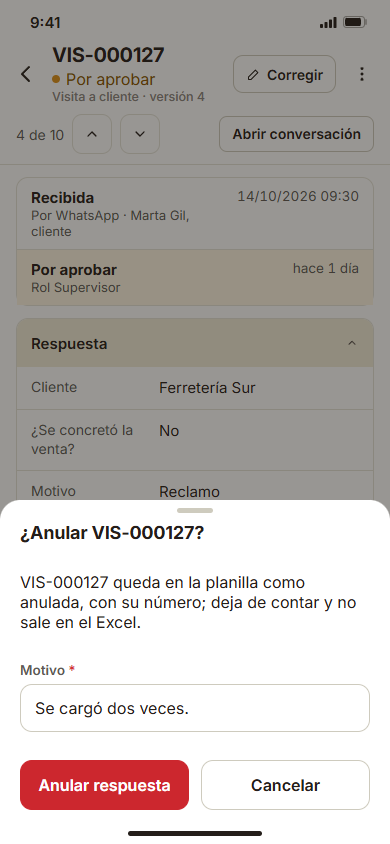 9:41
VIS-000127
Por aprobar
Visita a cliente · versión 4
Corregir
4 de 10
Abrir conversación
Recibida
14/10/2026 09:30
Por WhatsApp · Marta Gil,
cliente
Por aprobar
hace 1 día
Rol Supervisor
Respuesta
Cliente
Ferretería Sur
¿Se concretó la
venta?
No
Motivo
Reclamo
¿Anular VIS-000127?
VIS-000127 queda en la planilla como
anulada, con su número; deja de contar y no
sale en el Excel.
Motivo *
Se cargó dos veces.
Anular respuesta
Cancelar